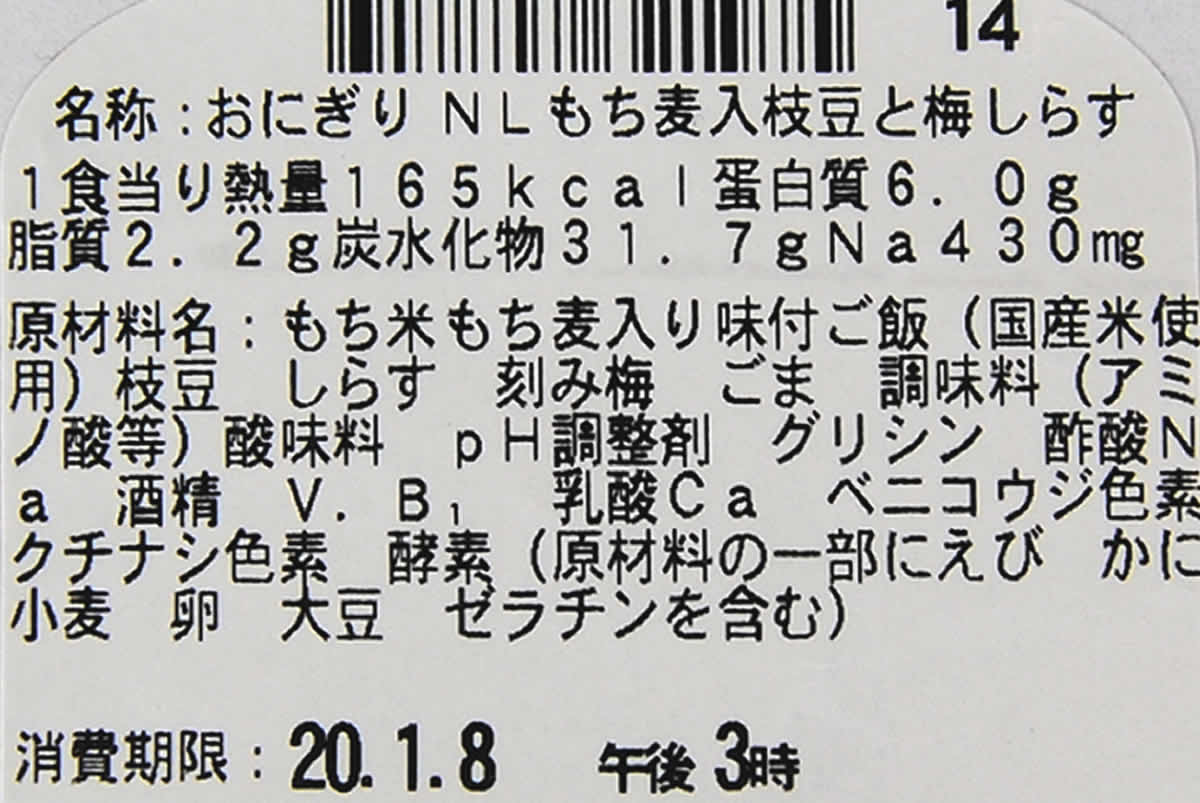 14
名称:おにぎり NLもち麦入枝豆と梅しらす
1食当り熱量165kcal蛋白質6.0g
脂質2.2g炭水化物31.7gNa430mg
原材料名:もち米もち麦入り味付ご飯(国産米使
用)枝豆 しらす 刻み梅 ごま 調味料(アミ
ノ酸等)酸味料 pH調整剤 グリシン 酢酸N
a 酒精 V.B₁ 乳酸Ca ベニコウジ色素
クチナシ色素 酵素(原材料の一部にえび かに
小麦 卵 大豆 ゼラチンを含む)
消費期限:20.1.8 午後3時